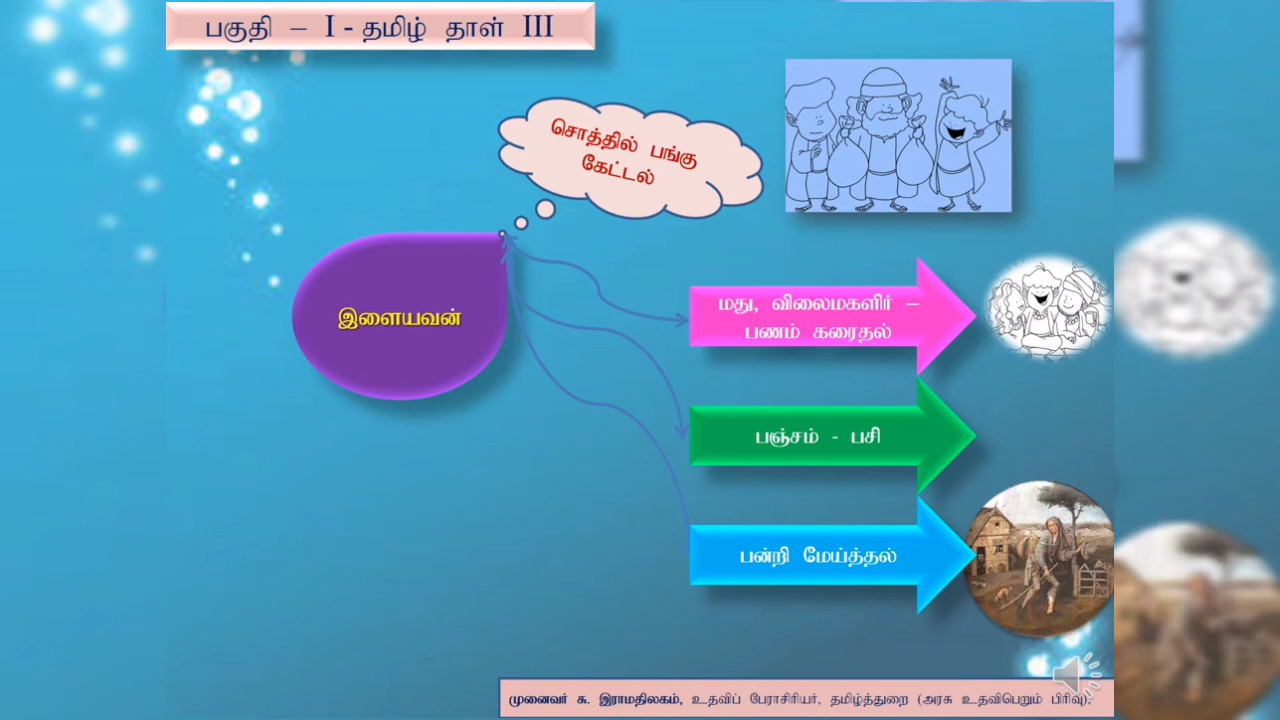 பகுதி – I - தமிழ் தாள் III
சொத்தில் பங்கு
கேட்டல்
இளையவன்
மது, விலைமகளிர் –
பணம் கரைதல்
பஞ்சம் - பசி
பன்றி மேய்த்தல்
முனைவர் சு. இராமதிலகம், உதவிப் பேராசிரியர், தமிழ்த்துறை (அரசு உதவிபெறும் பிரிவு),